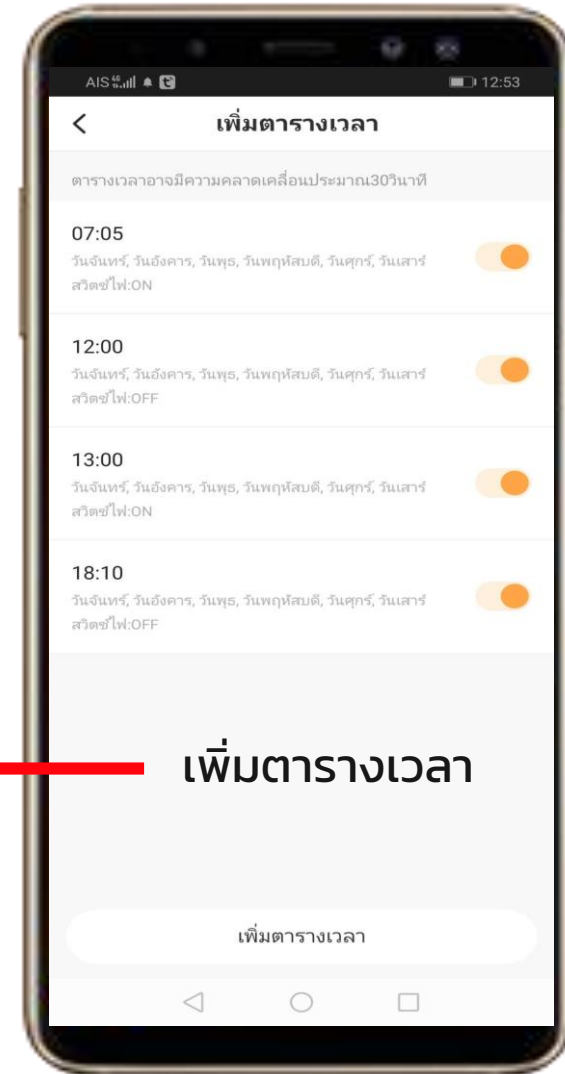 AIS 12:53
เพิ่มตารางเวลา
ตารางเวลาอาจมีความคลาดเคลื่อนประมาณ30วินาที
07:05
วันจันทร์, วันอังคาร, วันพุธ, วันพฤหัสบดี, วันศุกร์, วันเสาร์
สวิตช์ไฟ:ON
12:00
วันจันทร์, วันอังคาร, วันพุธ, วันพฤหัสบดี, วันศุกร์, วันเสาร์
สวิตช์ไฟ:OFF
13:00
วันจันทร์, วันอังคาร, วันพุธ, วันพฤหัสบดี, วันศุกร์, วันเสาร์
สวิตช์ไฟ:ON
18:10
วันจันทร์, วันอังคาร, วันพุธ, วันพฤหัสบดี, วันศุกร์, วันเสาร์
สวิตช์ไฟ:OFF
เพิ่มตารางเวลา
เพิ่มตารางเวลา